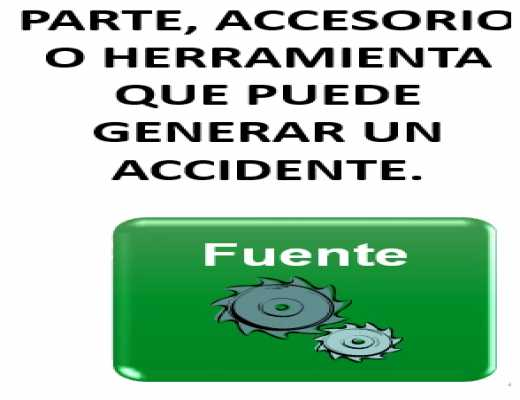 PARTE, ACCESORIO
O HERRAMIENTA
QUE PUEDE
GENERAR UN
ACCIDENTE.
Fuente